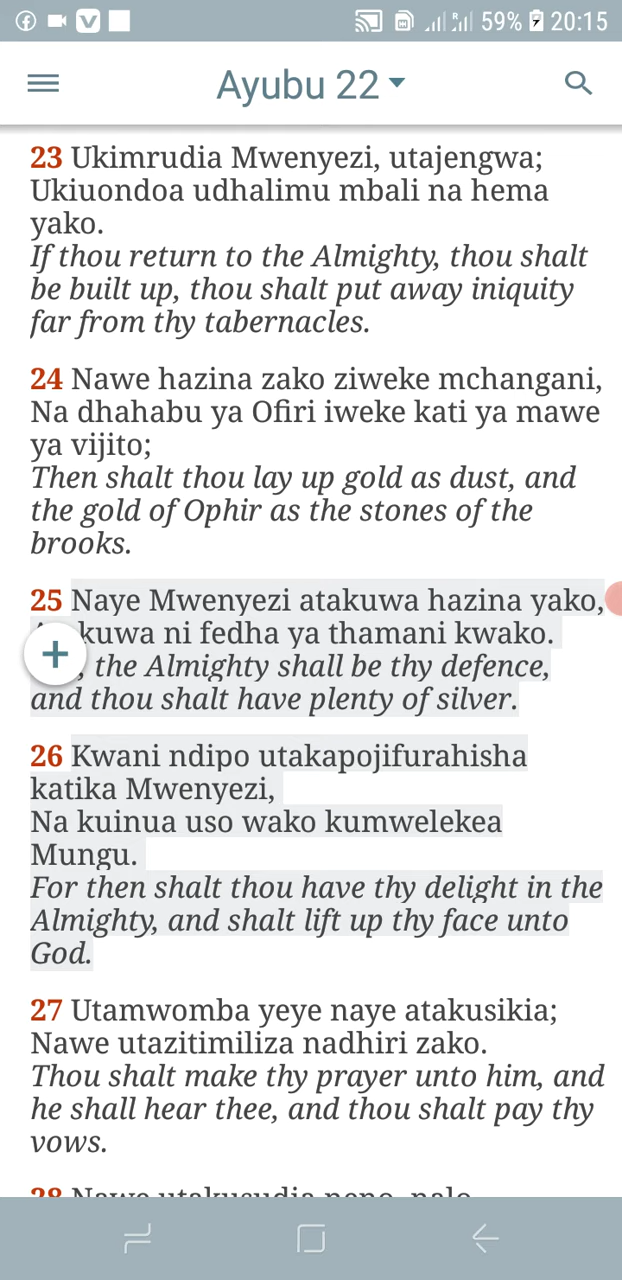 59% 20:15
Ayubu 22
23 Ukimrudia Mwenyezi, utajengwa;
Ukiuondoa udhalimu mbali na hema
yako.
If thou return to the Almighty, thou shalt
be built up, thou shalt put away iniquity
far from thy tabernacles.
24 Nawe hazina zako ziweke mchangani,
Na dhahabu ya Ofiri iweke kati ya mawe
ya vijito;
Then shalt thou lay up gold as dust, and
the gold of Ophir as the stones of the
brooks.
25 Naye Mwenyezi atakuwa hazina yako,
kuwa ni fedha ya thamani kwako.
, the Almighty shall be thy defence,
and thou shalt have plenty of silver.
26 Kwani ndipo utakapojifurahisha
katika Mwenyezi,
Na kuinua uso wako kumwelekea
Mungu.
For then shalt thou have thy delight in the
Almighty, and shalt lift up thy face unto
God.
27 Utamwomba yeye naye atakusikia;
Nawe utazitimiliza nadhiri zako.
Thou shalt make thy prayer unto him, and
he shall hear thee, and thou shalt pay thy
vows.